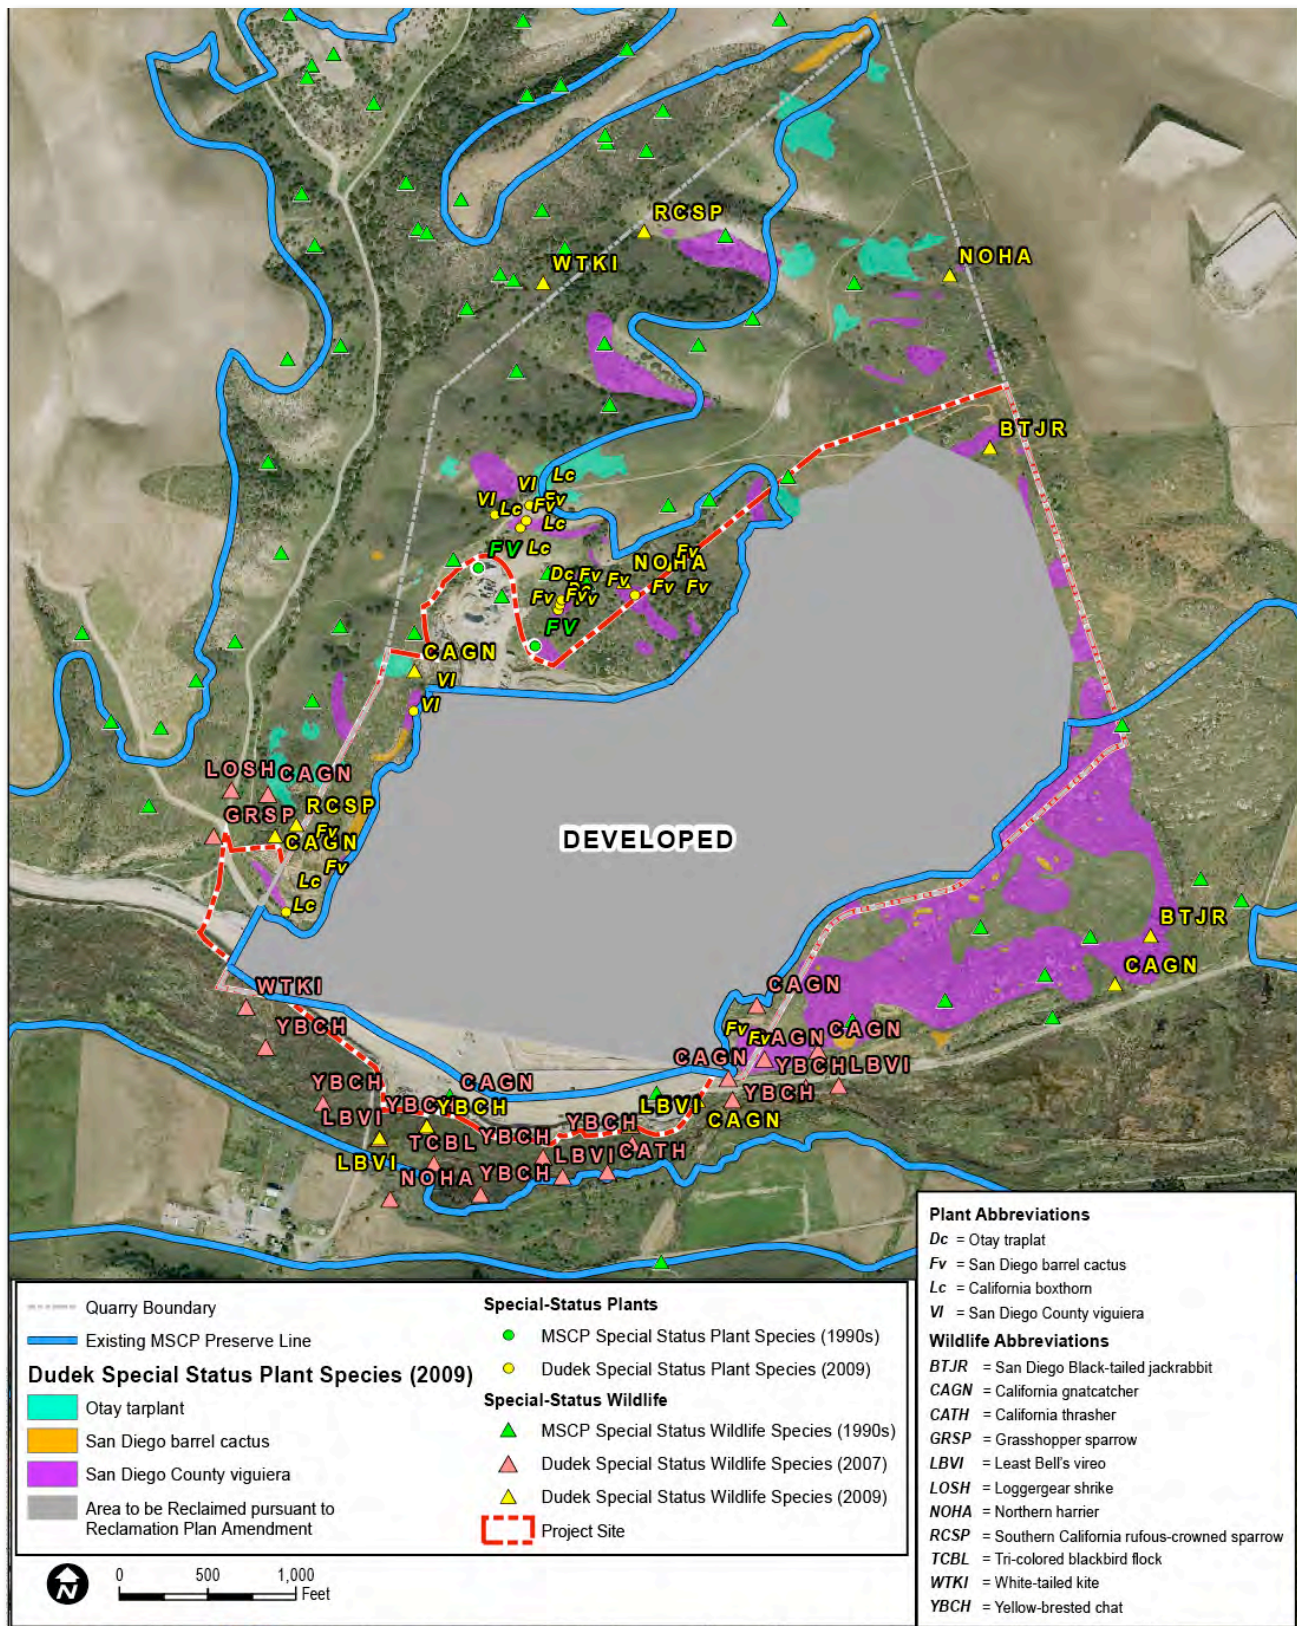 RCSP
WTKI
NOHA
BTJR
VI
Lc
VI
Lc
Fv
Fv
Lc
FV
Lc
NOHA
Fv
Dc
Fv
Fv
Fv
Fv
Fv
Fv
FV
CAGN
VI
VI
LOSH
CAGN
GRSP
RCSP
Fv
CAGN
Fv
Lc
Lc
DEVELOPED
BTJR
CAGN
WTKI
YBCH
CAGN
Fv
Fv
AGN
CAGN
CAGN
YBCH
LBVI
YBCH
CAGN
YBCH
YBCH
LBVI
YBCH
CAGN
LBVI
YBCH
TCBL
YBCH
LBVI
CATH
LBVI
NOHA
YBCH
Quarry Boundary
Existing MSCP Preserve Line
Dudek Special Status Plant Species (2009)
Otay tarplant
San Diego barrel cactus
San Diego County viguiera
Area to be Reclaimed pursuant to
Reclamation Plan Amendment
Special-Status Plants
MSCP Special Status Plant Species (1990s)
Dudek Special Status Plant Species (2009)
Special-Status Wildlife
MSCP Special Status Wildlife Species (1990s)
Dudek Special Status Wildlife Species (2007)
Dudek Special Status Wildlife Species (2009)
Project Site
N
0 500 1,000
Feet
Plant Abbreviations
Dc = Otay traplat
Fv = San Diego barrel cactus
Lc = California boxthorn
VI = San Diego County viguiera
Wildlife Abbreviations
BTJR = San Diego Black-tailed jackrabbit
CAGN = California gnatcatcher
CATH = California thrasher
GRSP = Grasshopper sparrow
LBVI = Least Bell's vireo
LOSH = Loggergear shrike
NOHA = Northern harrier
RCSP = Southern California rufous-crowned sparrow
TCBL = Tri-colored blackbird flock
WTKI = White-tailed kite
YBCH = Yellow-brested chat